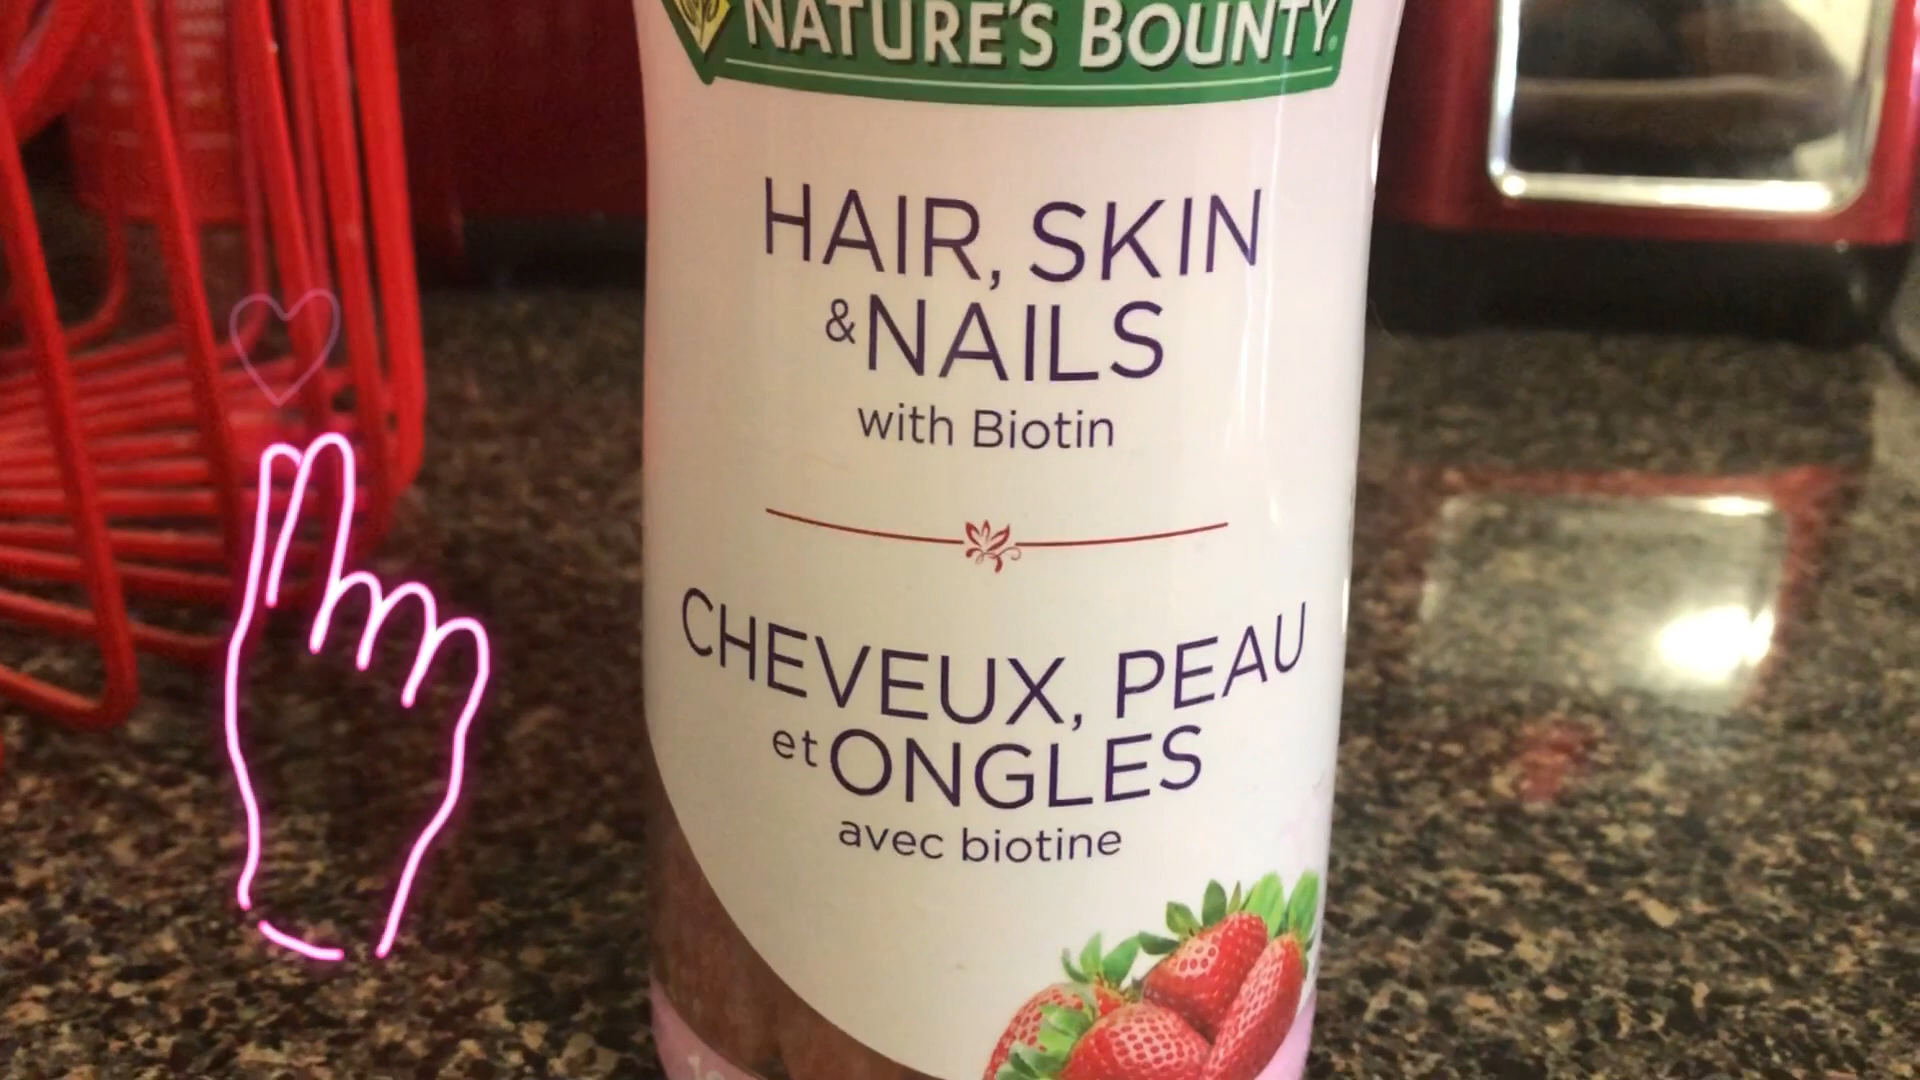 NATURE'S BOUNTY®
HAIR, SKIN
& NAILS
with Biotin
CHEVEUX, PEAU
et ONGLES
avec biotine